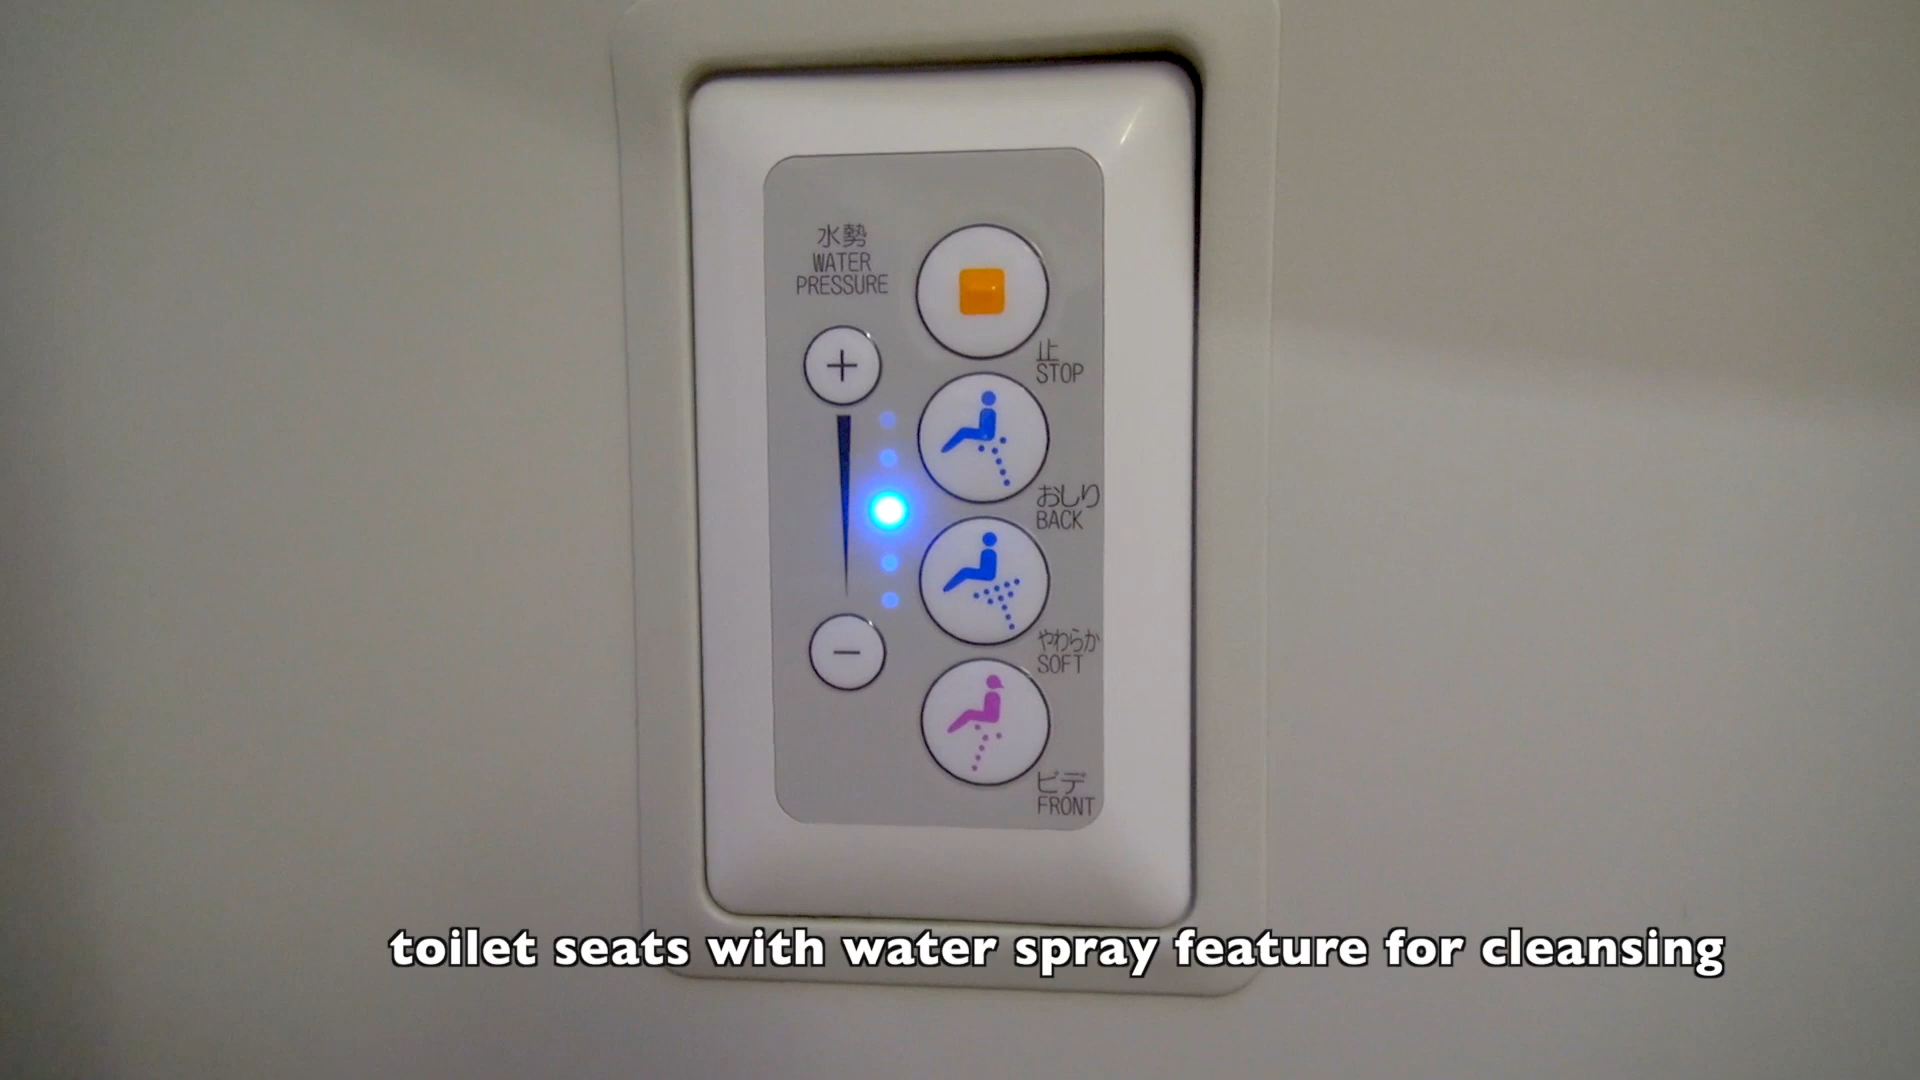 水勢
WATER
PRESSURE
+
−
止
STOP
おしり
BACK
やわらか
SOFT
ビデ
FRONT
toilet seats with water spray feature for cleansing